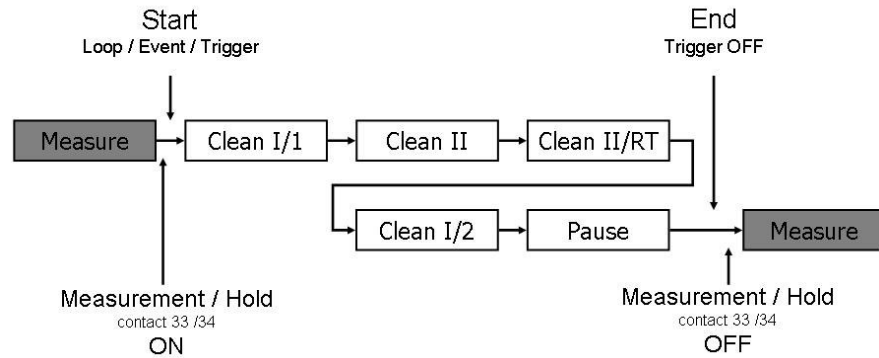 Start
Loop / Event / Trigger
End
Trigger OFF
Measure
Clean I/1
Clean II
Clean II/RT
Clean I/2
Pause
Measure
Measurement / Hold
contact 33 /34
ON
Measurement / Hold
contact 33 /34
OFF